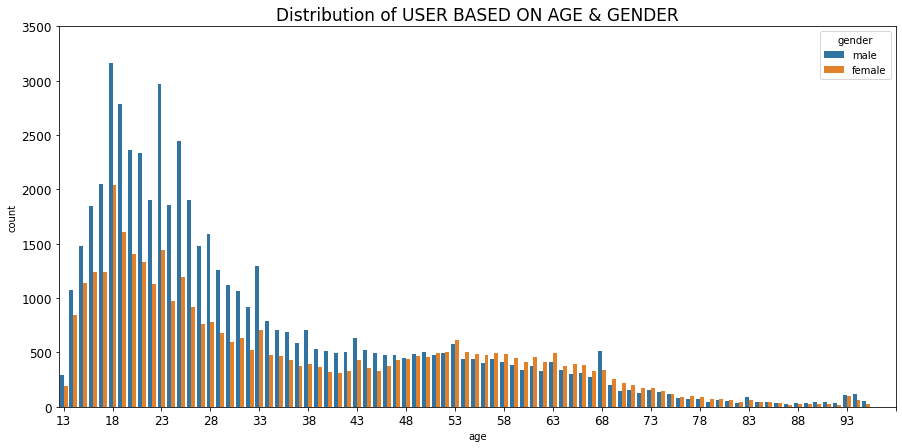 Distribution of USER BASED ON AGE & GENDER
3500
3000
2500
2000
1500
1000
500
0
count
gender
male
female
13 18 23 28 33 38 43 48 53 58 63 68 73 78 83 88 93
age